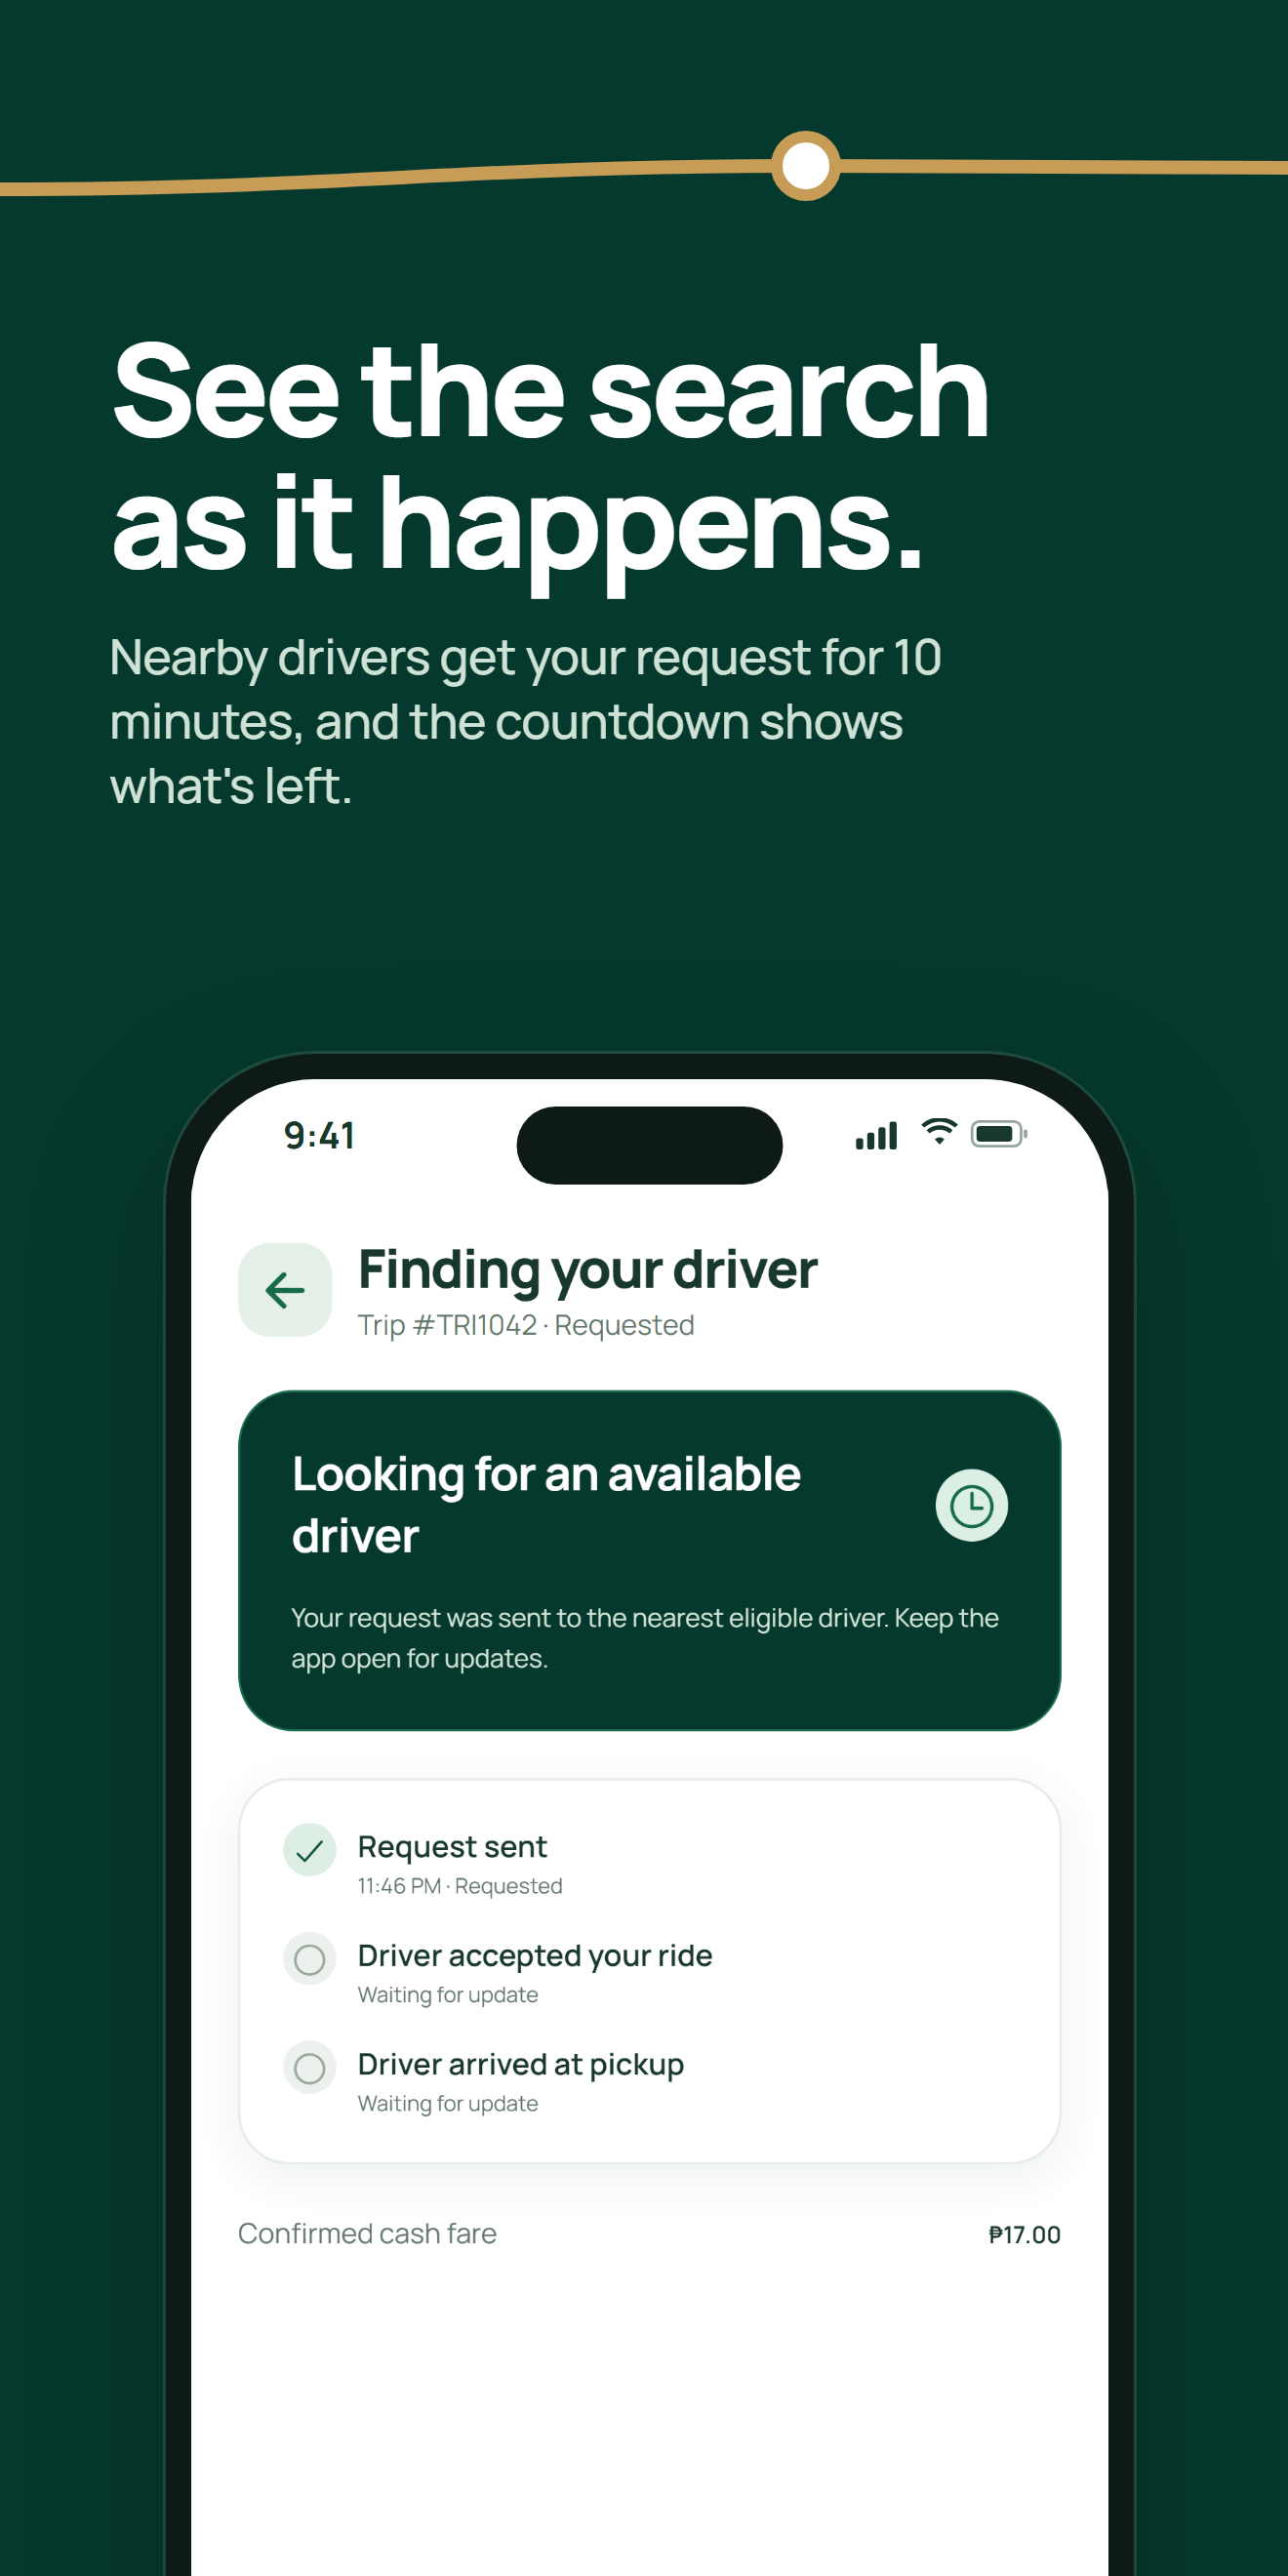 See the search
as it happens.
Nearby drivers get your request for 10
minutes, and the countdown shows
what's left.
9:41
Finding your driver
Trip #TRI1042 · Requested
Looking for an available
driver
Your request was sent to the nearest eligible driver. Keep the
app open for updates.
Request sent
11:46 PM · Requested
Driver accepted your ride
Waiting for update
Driver arrived at pickup
Waiting for update
Confirmed cash fare
₱17.00